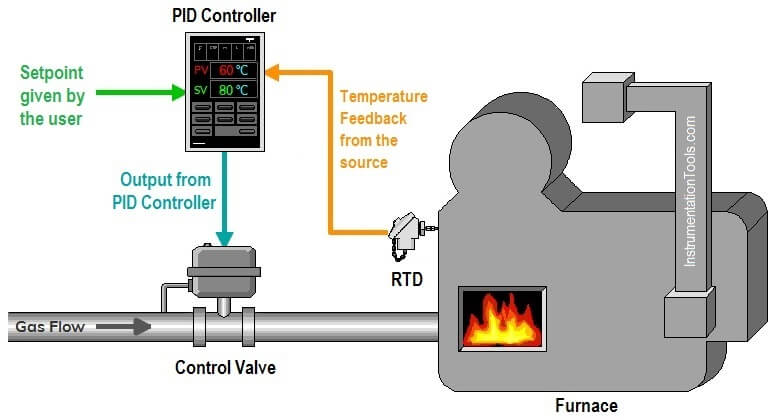 PID Controller
PV 60 °C
SV 80 °C
Setpoint
given by
the user
Temperature
Feedback
from the
source
Output from
PID Controller
RTD
InstrumentationTools.com
Gas Flow
Control Valve
Furnace